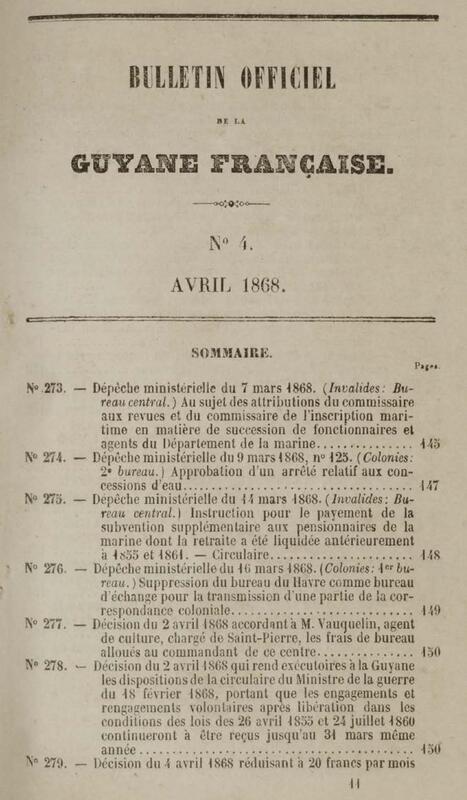 BULLETIN OFFICIEL
DE LA
GUYANE FRANÇAISE.
Nº 4.
AVRIL 1868.
SOMMAIRE.
Pages.
Nº 273. — Dépêche ministérielle du 7 mars 1868. (Invalides: Bu-
reau central.) Au sujet des attributions du commissaire
aux revues et du commissaire de l'inscription mari-
time en matière de succession de fonctionnaires et
agents du Département de la marine.................. 145
Nº 274. — Dépêche ministérielle du 9 mars 1868, nº 125. (Colonies:
2e bureau.) Approbation d'un arrêté relatif aux con-
cessions d'eau.................. 147
Nº 275. — Dépêche ministérielle du 14 mars 1868. (Invalides: Bu-
reau central.) Instruction pour le payement de la
subvention supplémentaire aux pensionnaires de la
marine dont la retraite a été liquidée antérieurement
à 1855 et 1861. — Circulaire.................. 148
Nº 276. — Dépêche ministérielle du 16 mars 1868. (Colonies: 1er bu-
reau.) Suppression du bureau du Havre comme bureau
d'échange pour la transmission d'une partie de la cor-
respondance coloniale.................. 149
Nº 277. — Décision du 2 avril 1868 accordant à M. Vauquelin, agent
de culture, chargé de Saint-Pierre, les frais de bureau
alloués au commandant de ce centre.................. 150
Nº 278. — Décision du 2 avril 1868 qui rend exécutoires à la Guyane
les dispositions de la circulaire du Ministre de la guerre
du 18 février 1868, portant que les engagements et
rengagements volontaires après libération dans les
conditions des lois des 26 avril 1855 et 24 juillet 1860
continueront à être reçus jusqu'au 31 mars même
année.................. 150
Nº 279. — Décision du 4 avril 1868 réduisant à 20 francs par mois
11